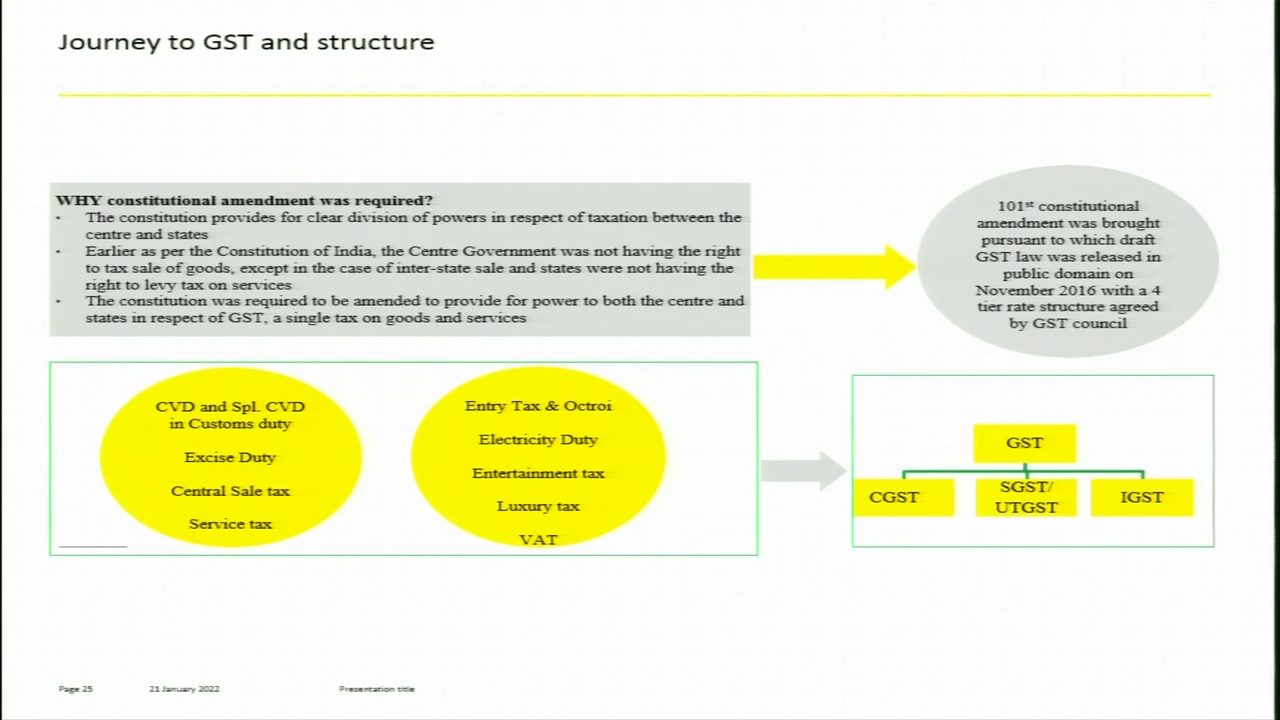 Journey to GST and structure
WHY constitutional amendment was required?
• The constitution provides for clear division of powers in respect of taxation between the
centre and states
• Earlier as per the Constitution of India, the Centre Government was not having the right
to tax sale of goods, except in the case of inter-state sale and states were not having the
right to levy tax on services
• The constitution was required to be amended to provide for power to both the centre and
states in respect of GST, a single tax on goods and services
101st constitutional
amendment was brought
pursuant to which draft
GST law was released in
public domain on
November 2016 with a 4
tier rate structure agreed
by GST council
CVD and Spl. CVD
in Customs duty
Excise Duty
Central Sale tax
Service tax
Entry Tax & Octroi
Electricity Duty
Entertainment tax
Luxury tax
VAT
GST
CGST
SGST/
UTGST
IGST
Page 25
21 January 2022
Presentation title